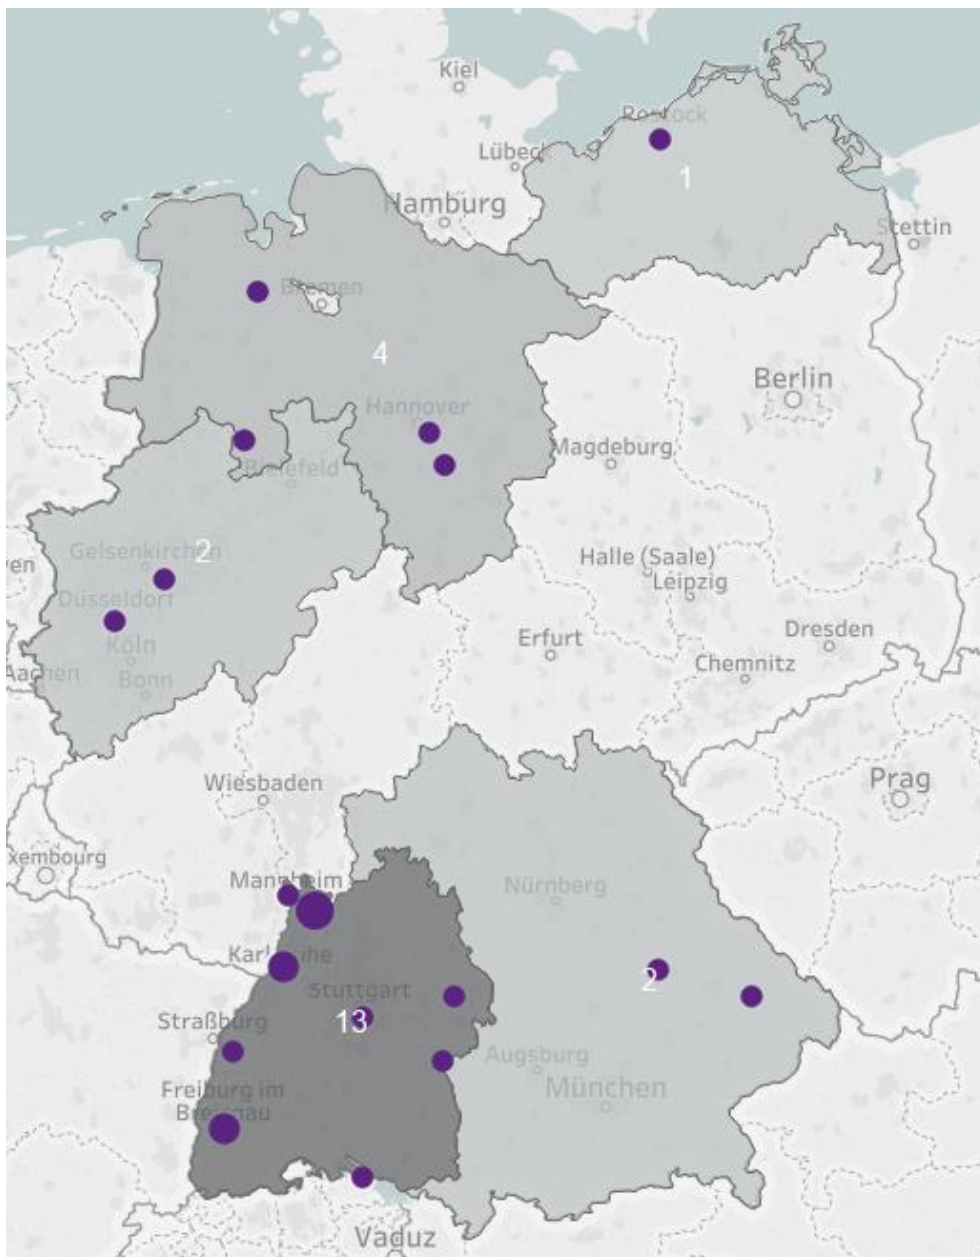 Kiel
Rostock
Lübeck
1
Hamburg
Stettin
Bremen
4
Berlin
Hannover
Magdeburg
Bielefeld
Gelsenkirchen
2
Halle (Saale)
ven
Leipzig
Düsseldorf
Dresden
Erfurt
Köln
Chemnitz
Aachen
Bonn
Prag
Wiesbaden
xembourg
Mannheim
Nürnberg
Karlsruhe
2
Stuttgart
13
Straßburg
Augsburg
München
Freiburg im
Breisgau
Vaduz